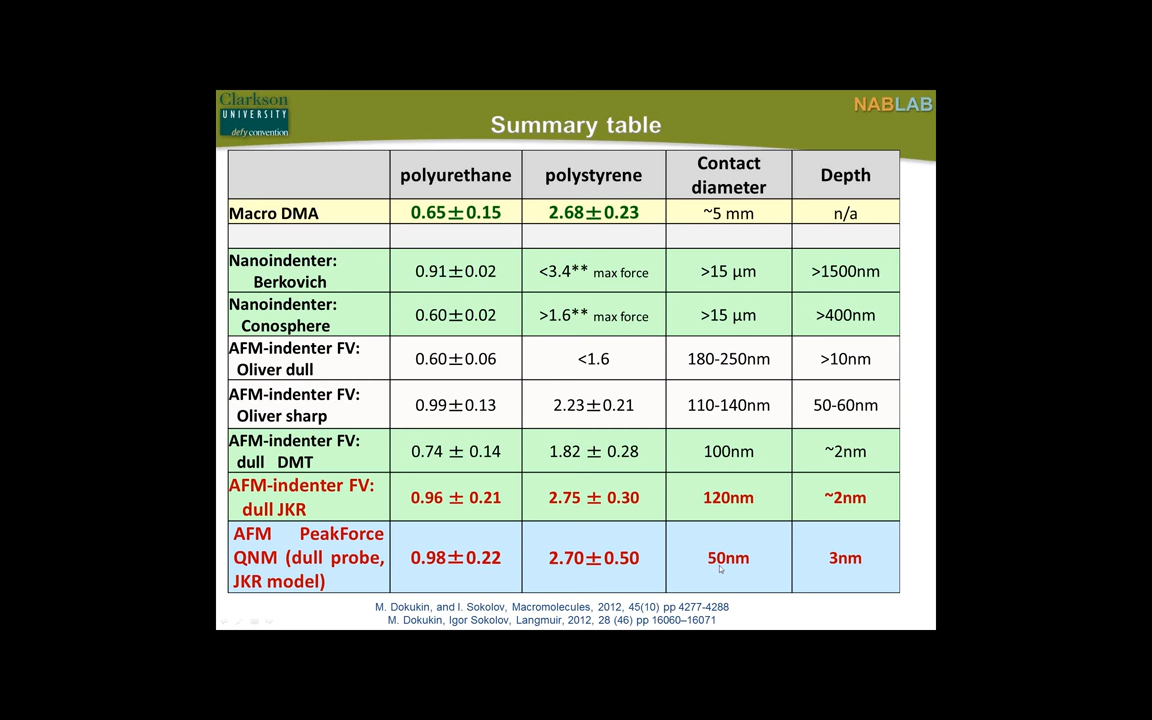 Clarkson
UNIVERSITY
defy convention
NABLAB
Summary table
polyurethane
polystyrene
Contact
diameter
Depth
Macro DMA
0.65±0.15
2.68±0.23
~5 mm
n/a
Nanoindenter:
Berkovich
0.91±0.02
<3.4** max force
>15 µm
>1500nm
Nanoindenter:
Conosphere
0.60±0.02
>1.6** max force
>15 µm
>400nm
AFM-indenter FV:
Oliver dull
0.60±0.06
<1.6
180-250nm
>10nm
AFM-indenter FV:
Oliver sharp
0.99±0.13
2.23±0.21
110-140nm
50-60nm
AFM-indenter FV:
dull DMT
0.74 ± 0.14
1.82 ± 0.28
100nm
~2nm
AFM-indenter FV:
dull JKR
0.96 ± 0.21
2.75 ± 0.30
120nm
~2nm
AFM PeakForce
QNM (dull probe,
JKR model)
0.98±0.22
2.70±0.50
50nm
3nm
M. Dokukin, and I. Sokolov, Macromolecules, 2012, 45(10) pp 4277-4288
M. Dokukin, Igor Sokolov, Langmuir, 2012, 28 (46) pp 16060–16071